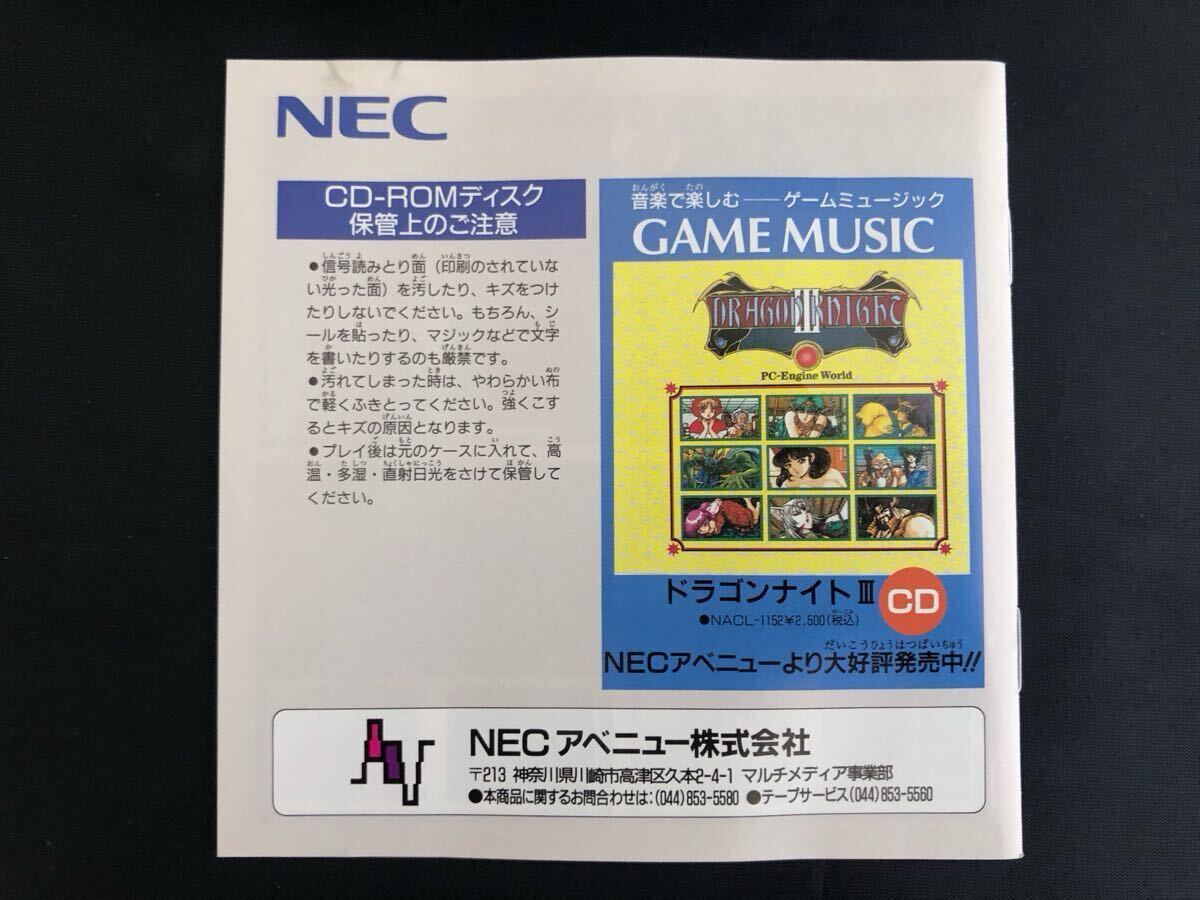 NEC
CD-ROMディスク
保管上のご注意
●信号読みとり面（印刷のされていな
い光った面）を汚したり、キズをつけ
たりしないでください。もちろん、シ
ールを貼ったり、マジックなどで文字
を書いたりするのも厳禁です。
●汚れてしまった時は、やわらかい布
で軽くふきとってください。強くこす
るとキズの原因となります。
●プレイ後は元のケースに入れて、高
温・多湿・直射日光をさけて保管して
ください。
音楽で楽しむ――ゲームミュージック
GAME MUSIC
DRAGON KNIGHT
III
PC-Engine World
ドラゴンナイトⅢ
CD
●NACL-1152¥2,500(税込)
NECアベニューより大好評発売中!!
NECアベニュー株式会社
〒213 神奈川県川崎市高津区久本2-4-1 マルチメディア事業部
●本商品に関するお問合わせは:(044)853-5580 ●テープサービス(044)853-5560